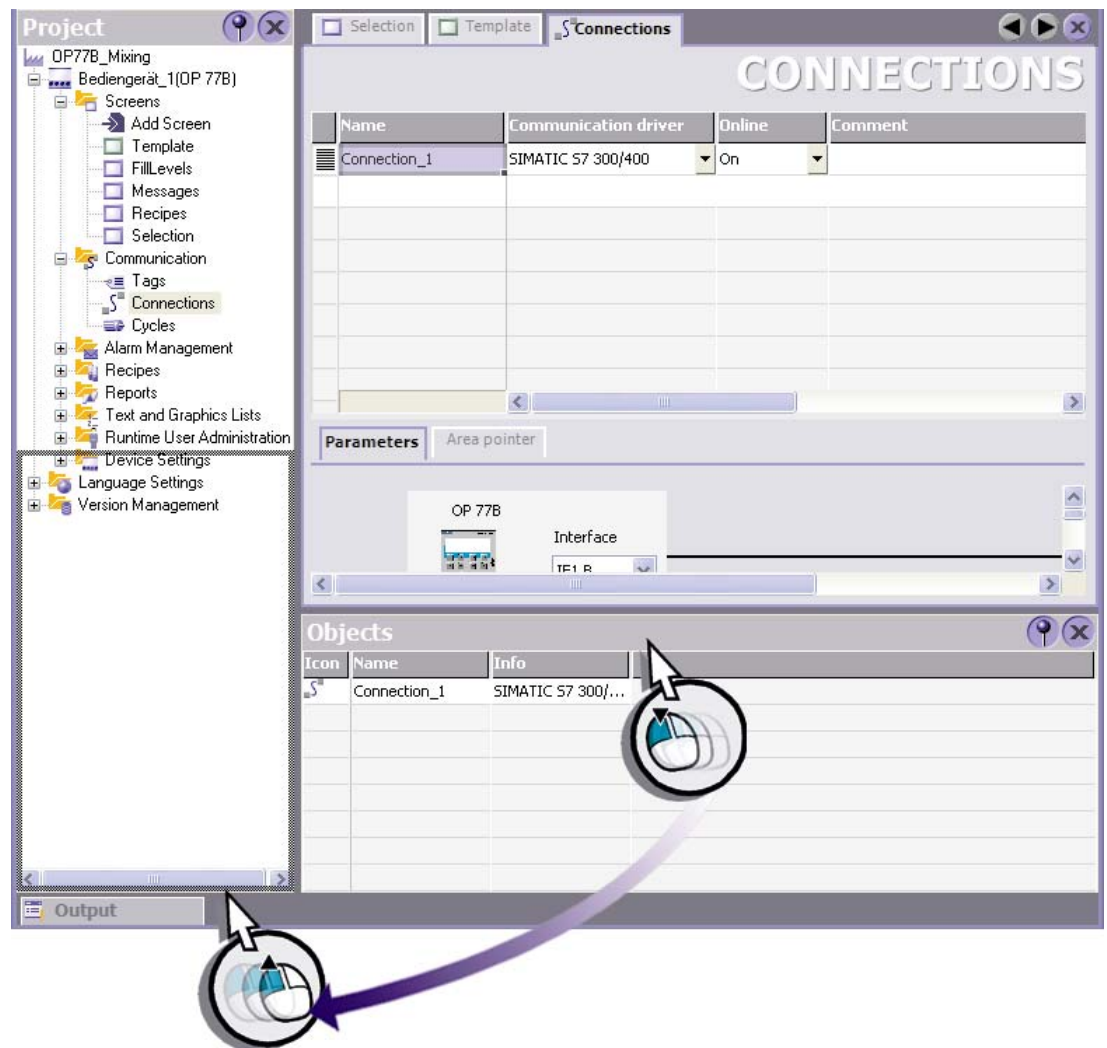 Project
OP77B_Mixing
Bediengerät_1(OP 77B)
Screens
Add Screen
Template
FillLevels
Messages
Recipes
Selection
Communication
Tags
Connections
Cycles
Alarm Management
Recipes
Reports
Text and Graphics Lists
Runtime User Administration
Device Settings
Language Settings
Version Management
Selection Template Connections
CONNECTIONS
Name Communication driver Online Comment
Connection_1 SIMATIC S7 300/400 On
Parameters Area pointer
OP 77B
Interface
IF1 B
Objects
Icon Name Info
Connection_1 SIMATIC S7 300/...
Output